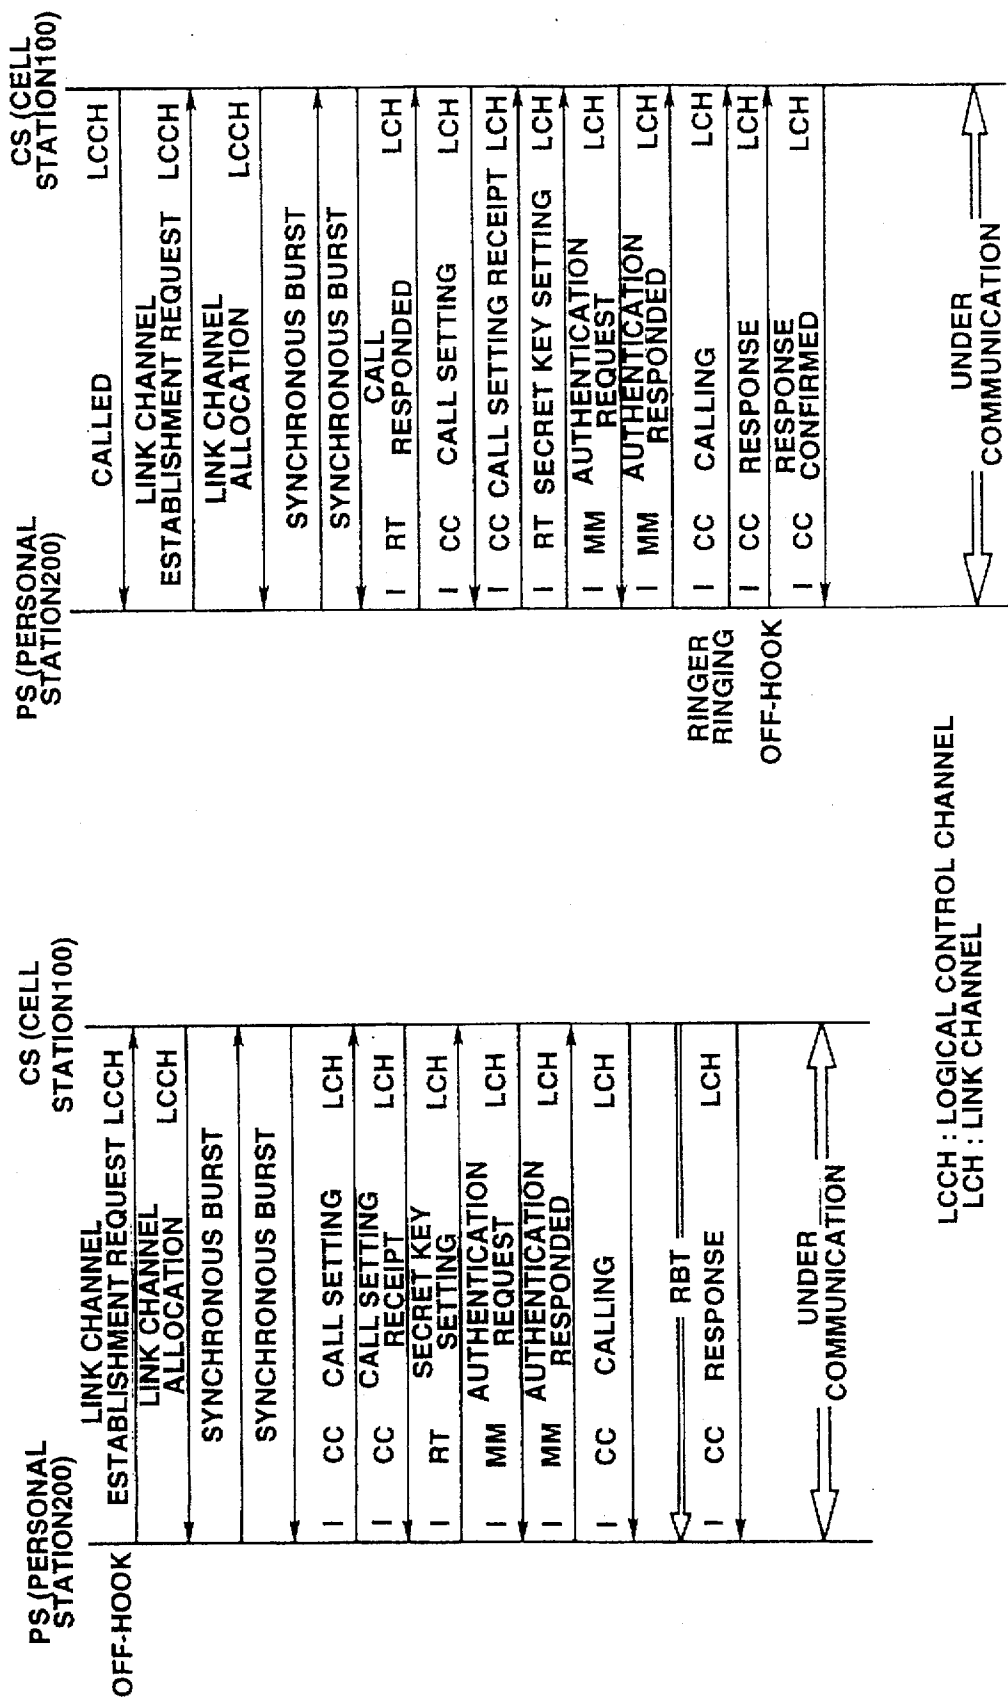 PS (PERSONAL
STATION200)
CS (CELL
STATION100)
OFF-HOOK
LINK CHANNEL
ESTABLISHMENT REQUEST LCCH
LINK CHANNEL
ALLOCATION LCCH
SYNCHRONOUS BURST
SYNCHRONOUS BURST
I CC CALL SETTING LCH
CALL SETTING
I CC RECEIPT LCH
SECRET KEY
I RT SETTING LCH
AUTHENTICATION
I MM REQUEST LCH
AUTHENTICATION
I MM RESPONDED LCH
I CC CALLING LCH
RBT
I CC RESPONSE LCH
UNDER
COMMUNICATION
PS (PERSONAL
STATION200)
CS (CELL
STATION100)
CALLED LCCH
LINK CHANNEL
ESTABLISHMENT REQUEST LCCH
LINK CHANNEL
ALLOCATION LCCH
SYNCHRONOUS BURST
SYNCHRONOUS BURST
CALL
I RT RESPONDED LCH
I CC CALL SETTING LCH
I CC CALL SETTING RECEIPT LCH
I RT SECRET KEY SETTING LCH
I MM AUTHENTICATION LCH
REQUEST
AUTHENTICATION
I MM RESPONDED LCH
RINGER
RINGING
I CC CALLING LCH
I CC RESPONSE LCH
OFF-HOOK
RESPONSE
I CC CONFIRMED LCH
UNDER
COMMUNICATION
LCCH : LOGICAL CONTROL CHANNEL
LCH : LINK CHANNEL